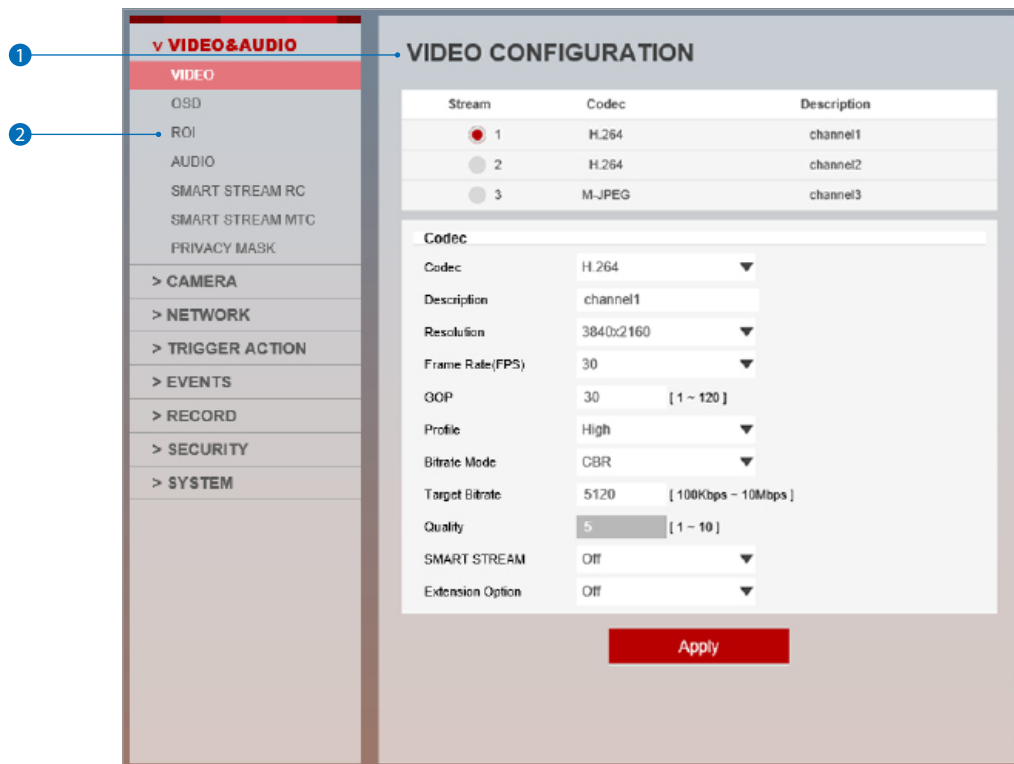 1
2
v VIDEO&AUDIO
VIDEO
OSD
ROI
AUDIO
SMART STREAM RC
SMART STREAM MTC
PRIVACY MASK
> CAMERA
> NETWORK
> TRIGGER ACTION
> EVENTS
> RECORD
> SECURITY
> SYSTEM
VIDEO CONFIGURATION
Stream Codec Description
1 H.264 channel1
2 H.264 channel2
3 M-JPEG channel3
Codec
Codec H.264
Description channel1
Resolution 3840x2160
Frame Rate(FPS) 30
GOP 30 [ 1 ~ 120 ]
Profile High
Bitrate Mode CBR
Target Bitrate 5120 [ 100Kbps ~ 10Mbps ]
Quality 5 [ 1 ~ 10 ]
SMART STREAM Off
Extension Option Off
Apply